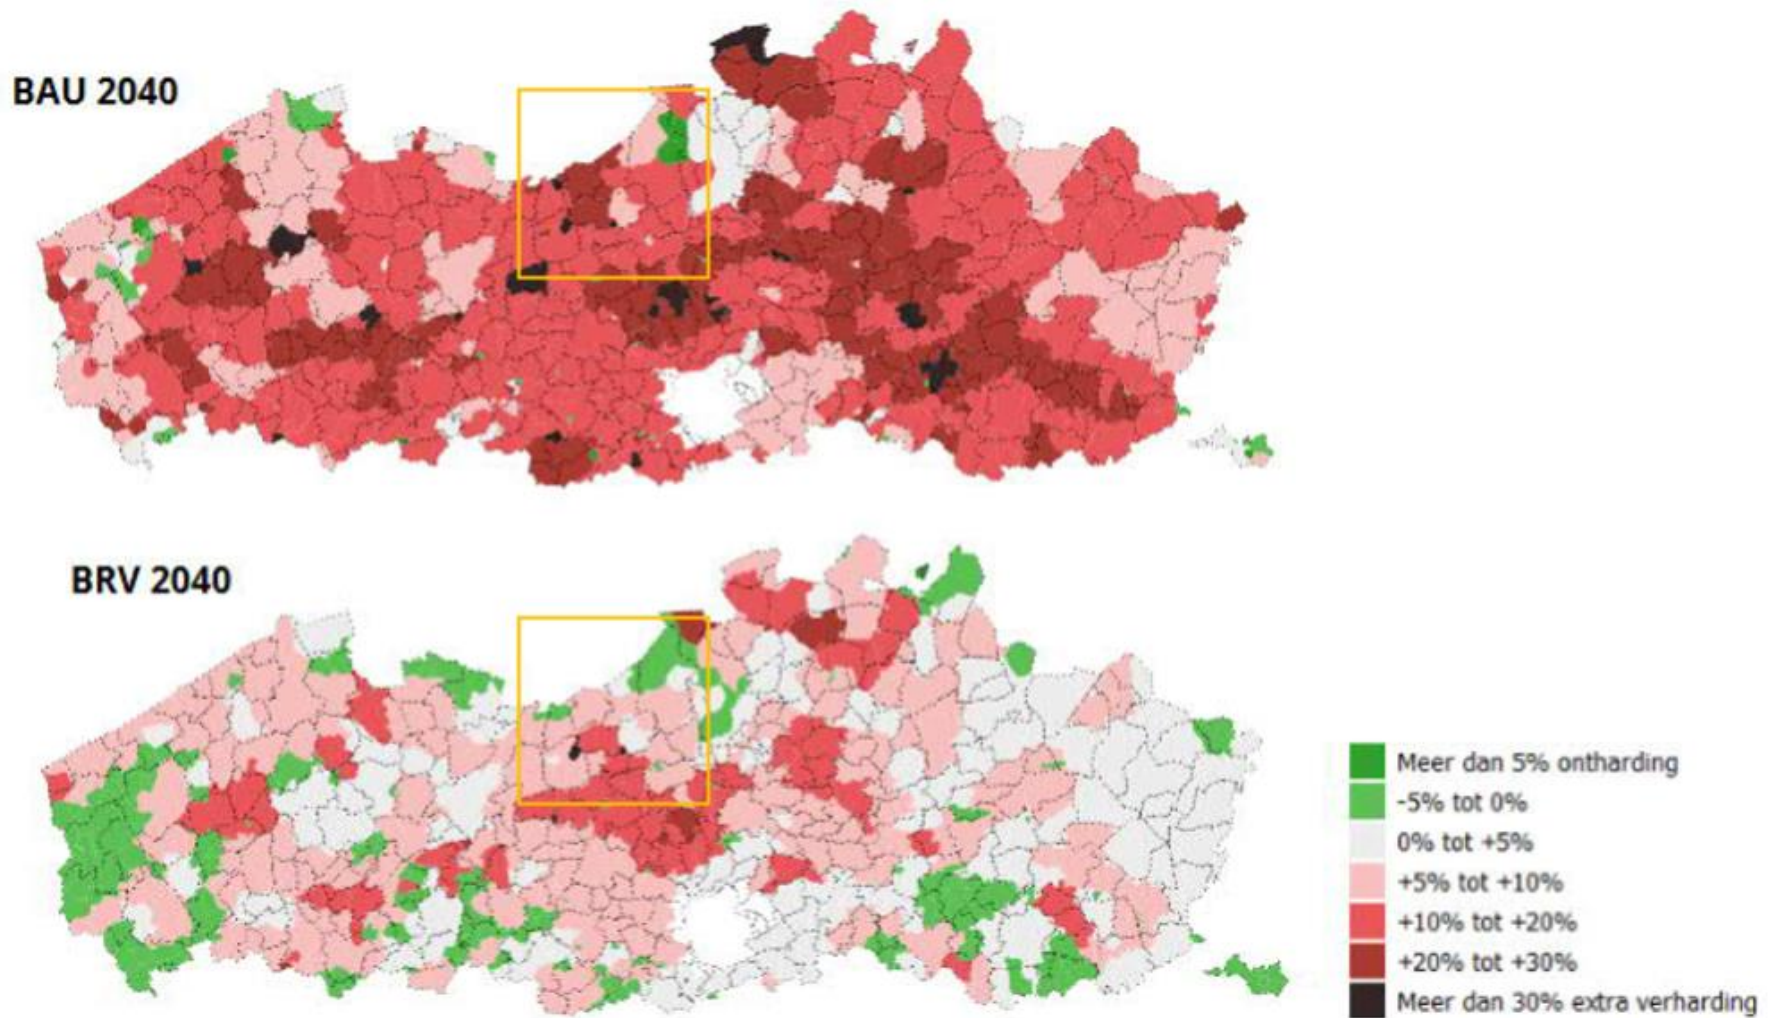 BAU 2040
BRV 2040
Meer dan 5% ontharding
-5% tot 0%
0% tot +5%
+5% tot +10%
+10% tot +20%
+20% tot +30%
Meer dan 30% extra verharding